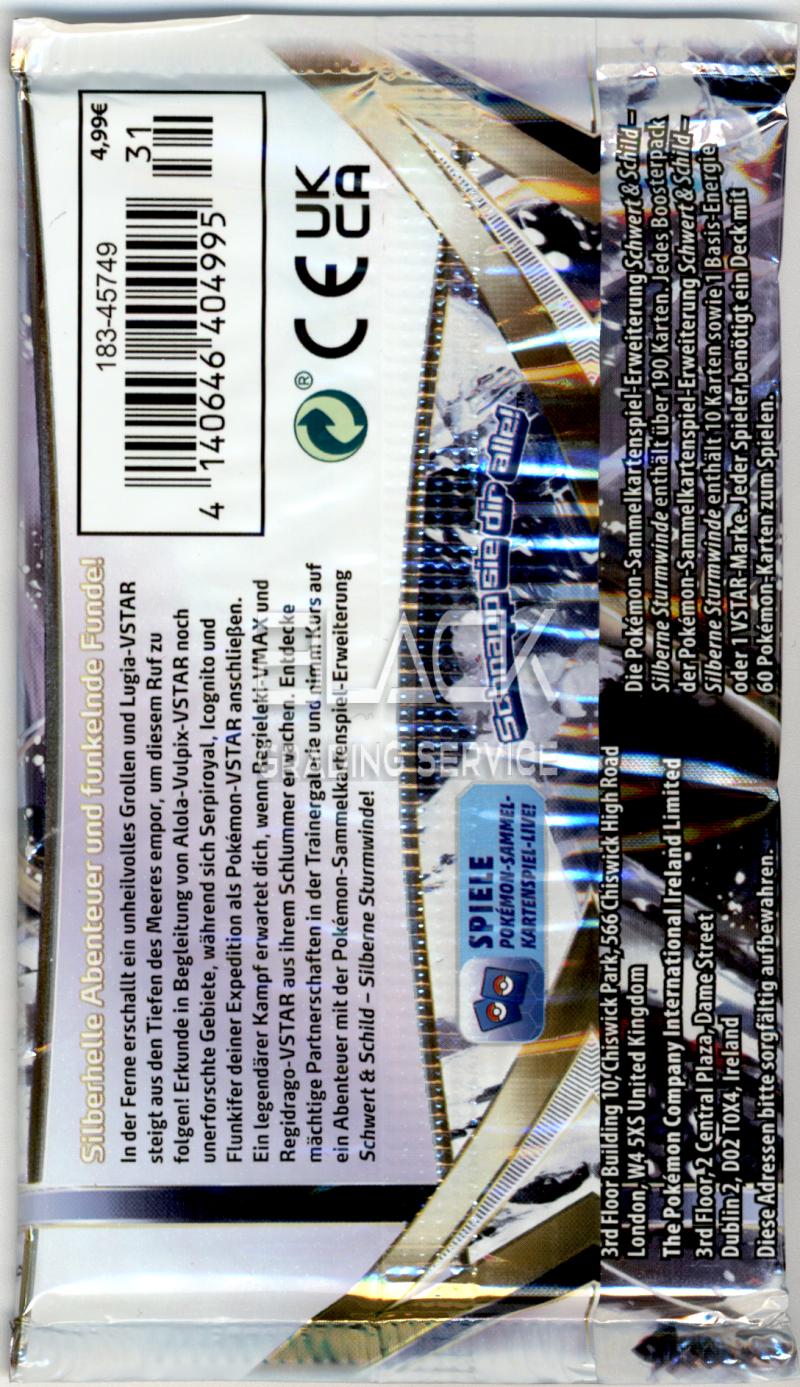 Silberhelle Abenteuer und funkelnde Funde!
In der Ferne erschallt ein unheilvolles Grollen und Lugia-VSTAR
steigt aus den Tiefen des Meeres empor, um diesem Ruf zu
folgen! Erkunde in Begleitung von Alola-Vulpix-VSTAR noch
unerforschte Gebiete, während sich Serpiroyal, Icognito und
Flunkifer deiner Expedition als Pokémon-VSTAR anschließen.
Ein legendärer Kampf erwartet dich, wenn Regieleki-VMAX und
Regidrago-VSTAR aus ihrem Schlummer erwachen. Entdecke
mächtige Partnerschaften in der Trainergalerie und nimm Kurs auf
ein Abenteuer mit der Pokémon-Sammelkartenspiel-Erweiterung
Schwert & Schild – Silberne Sturmwinde!
4,99€
183-45749
31
4 140646 404995
®
CE
UK
CA
SPIELE
POKÉMON-SAMMEL-
KARTENSPIEL-LIVE!
Schnapp sie dir alle!™
ELACK
GRADING SERVICE
3rd Floor Building 10, Chiswick Park, 566 Chiswick High Road
London, W4 5XS United Kingdom
The Pokémon Company International Ireland Limited
3rd Floor 2 Central Plaza, Dame Street
Dublin 2, D02 TOX4, Ireland
Diese Adressen bitte sorgfältig aufbewahren.
Die Pokémon-Sammelkartenspiel-Erweiterung Schwert & Schild –
Silberne Sturmwinde enthält über 190 Karten. Jedes Boosterpack
der Pokémon-Sammelkartenspiel-Erweiterung Schwert & Schild –
Silberne Sturmwinde enthält 10 Karten sowie 1 Basis-Energie
oder 1 VSTAR-Marke. Jeder Spieler benötigt ein Deck mit
60 Pokémon-Karten zum Spielen.